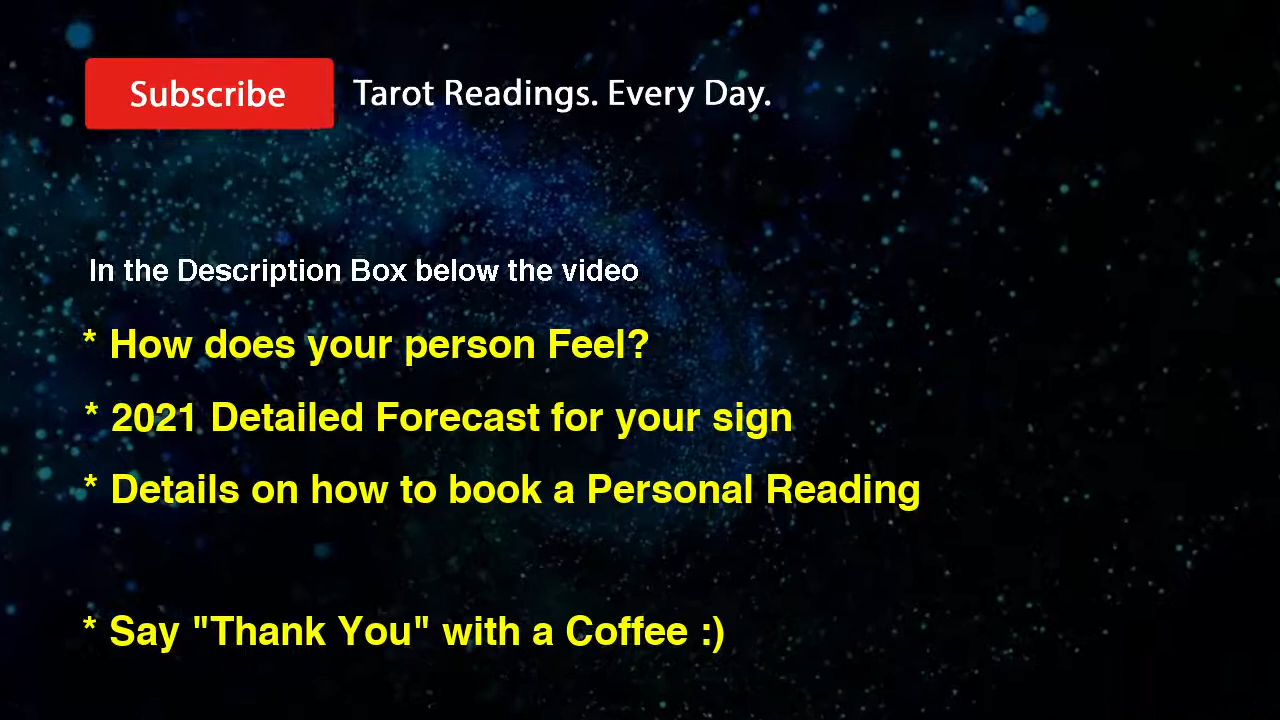 Subscribe Tarot Readings. Every Day.
In the Description Box below the video
* How does your person Feel?
* 2021 Detailed Forecast for your sign
* Details on how to book a Personal Reading
* Say "Thank You" with a Coffee :)